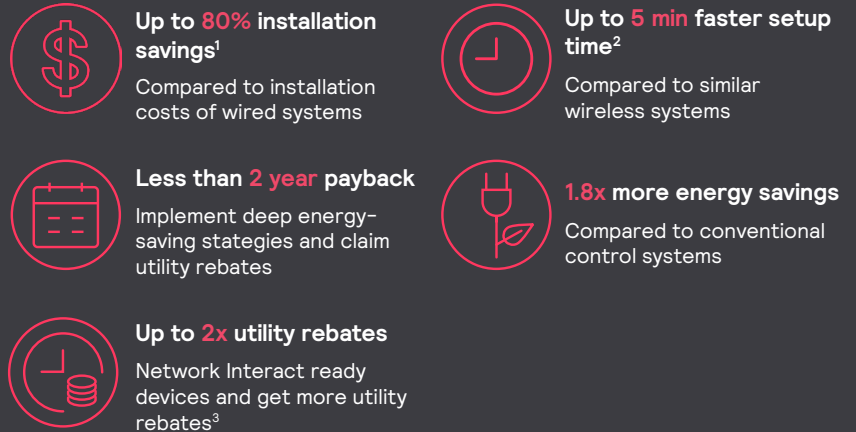 Up to 80% installation
savings¹
Compared to installation
costs of wired systems
Up to 5 min faster setup
time²
Compared to similar
wireless systems
Less than 2 year payback
Implement deep energy-
saving stategies and claim
utility rebates
1.8x more energy savings
Compared to conventional
control systems
Up to 2x utility rebates
Network Interact ready
devices and get more utility
rebates³